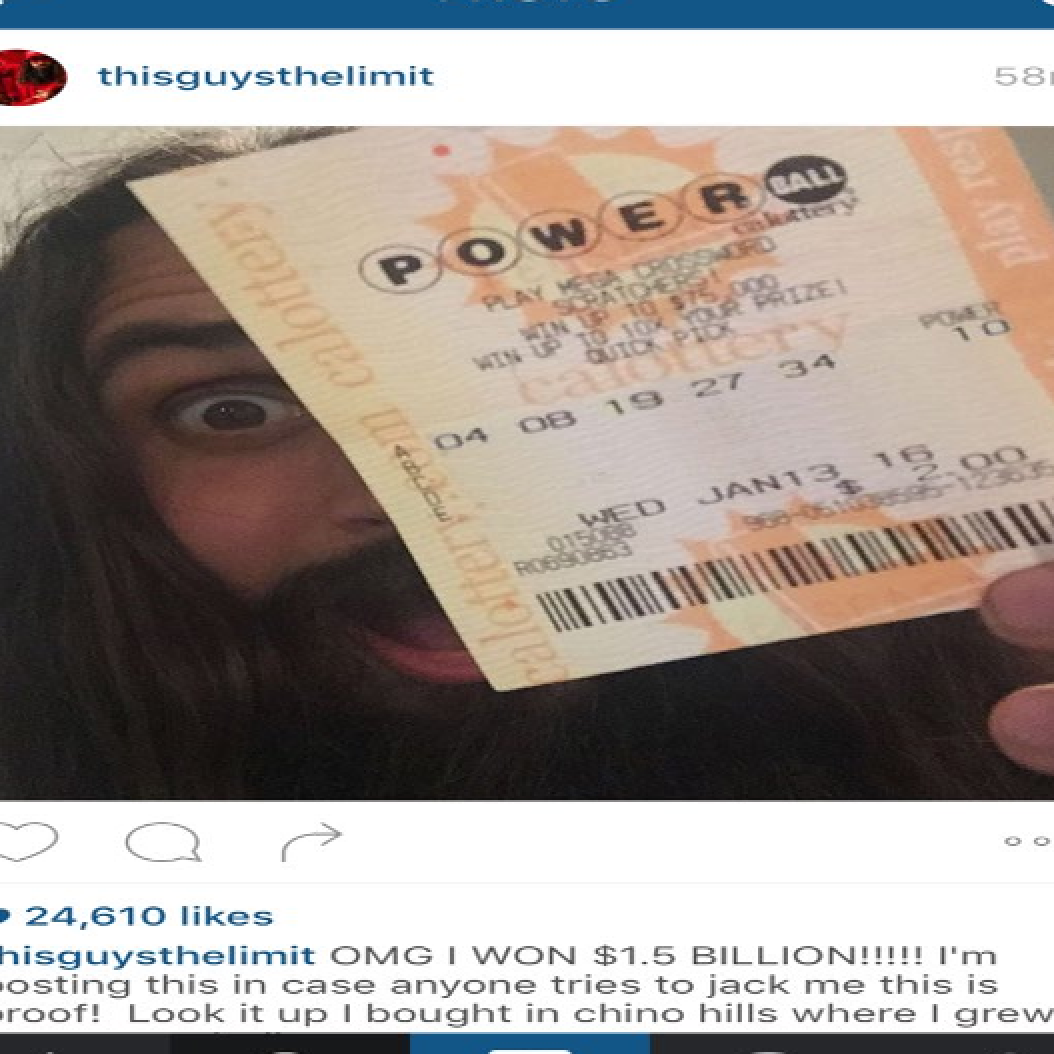 thisguysthelimit
POWER BALL
calottery
PLAY MEGA CROSSWORD
SCRATCHERS!
WIN UP TO $75,000
WIN UP TO 10X YOUR PRIZE!
QUICK PICK
calottery
calottery
POWER
04 08 19 27 34 10
WED JAN13 16
$ 2.00
015088
R0690863
24,610 likes
hisguysthelimit OMG I WON $1.5 BILLION!!!!! I'm
posting this in case anyone tries to jack me this is
proof! Look it up I bought in chino hills where I grew